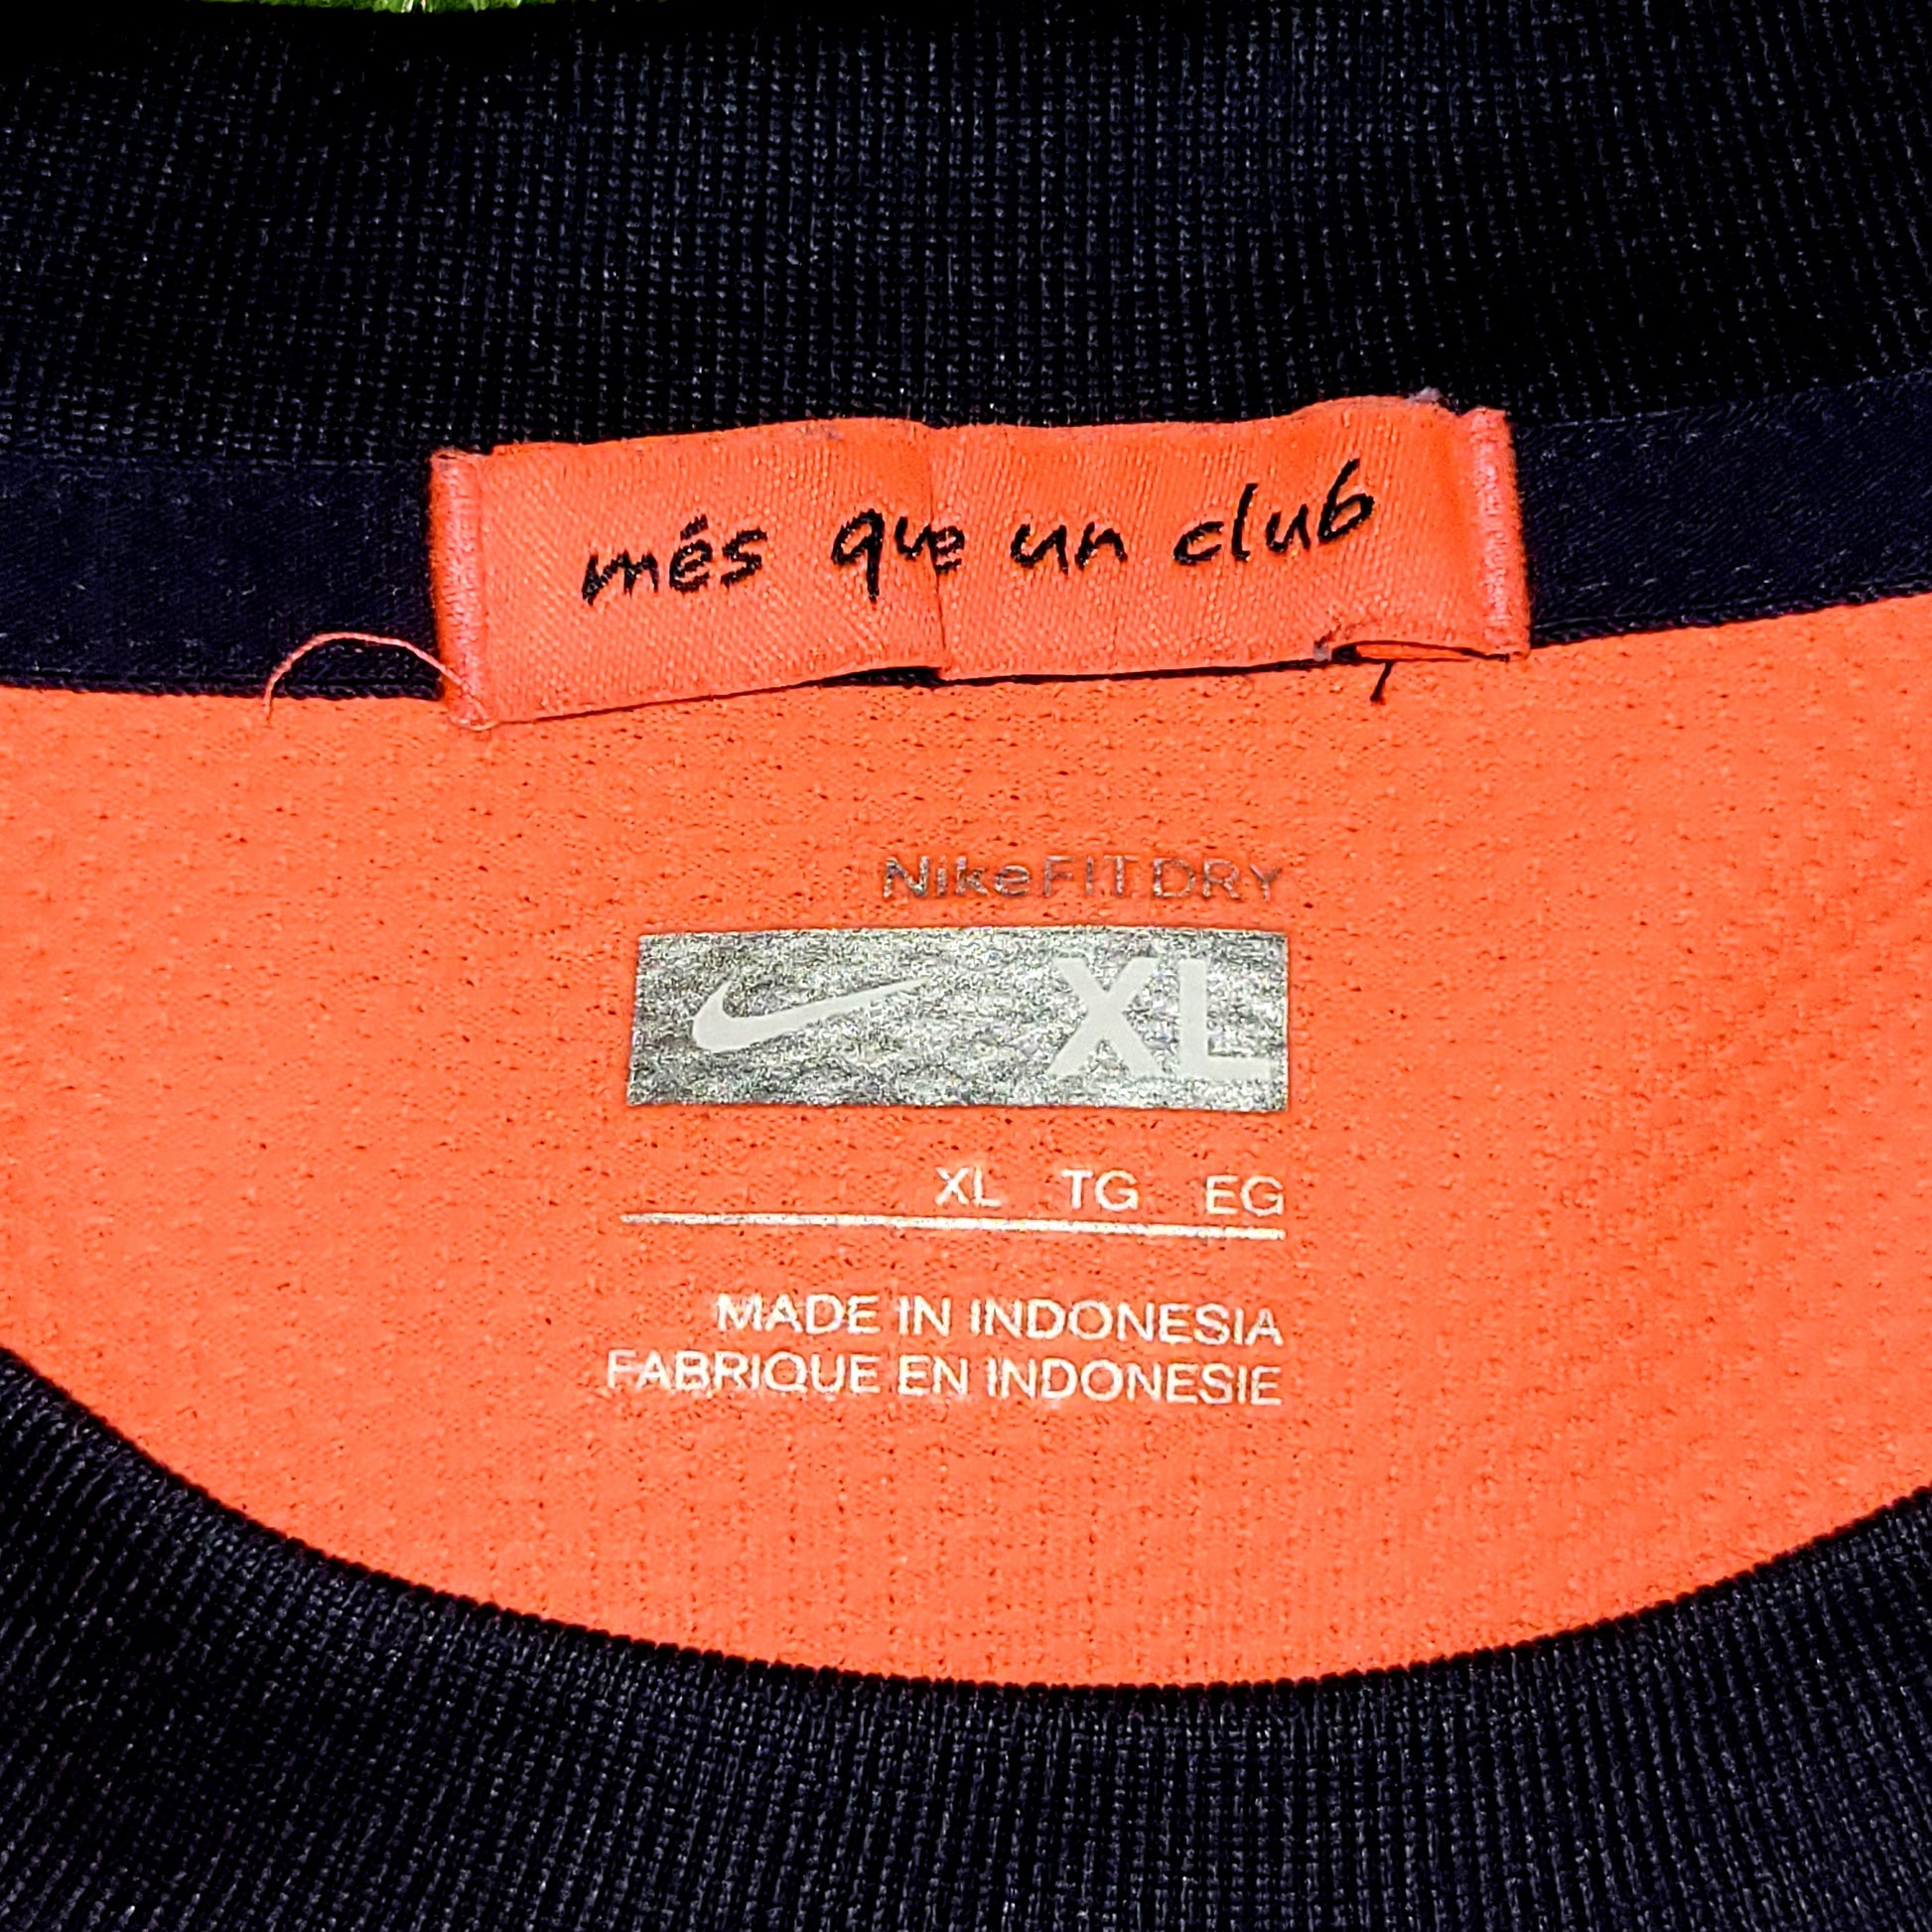 més que un club
NikeFIT DRY
XL
XL TG EG
MADE IN INDONESIA
FABRIQUE EN INDONESIE